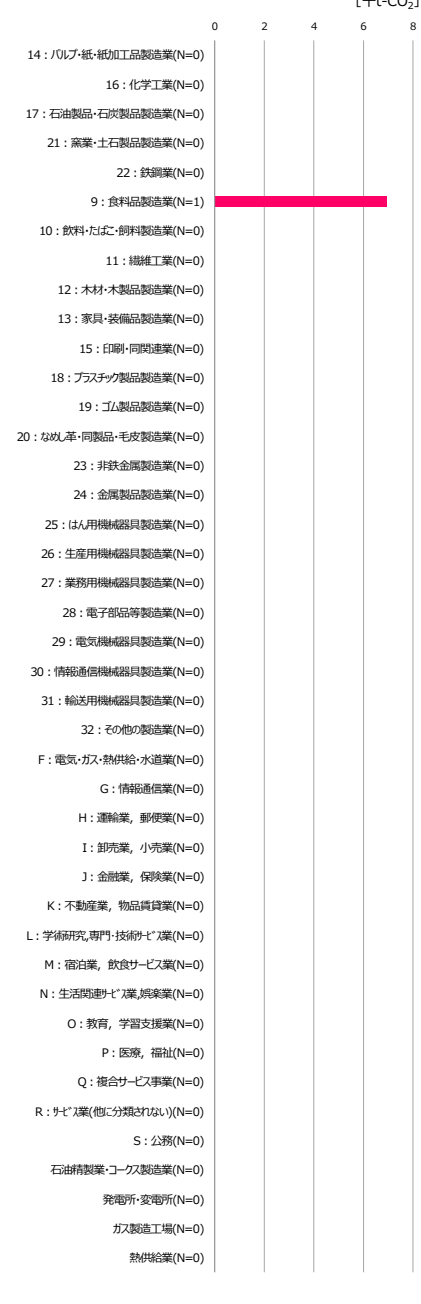 [千t-CO₂]
0 2 4 6 8
14：パルプ・紙・紙加工品製造業(N=0)
16：化学工業(N=0)
17：石油製品・石炭製品製造業(N=0)
21：窯業・土石製品製造業(N=0)
22：鉄鋼業(N=0)
9：食料品製造業(N=1)
10：飲料・たばこ・飼料製造業(N=0)
11：繊維工業(N=0)
12：木材・木製品製造業(N=0)
13：家具・装備品製造業(N=0)
15：印刷・同関連業(N=0)
18：プラスチック製品製造業(N=0)
19：ゴム製品製造業(N=0)
20：なめし革・同製品・毛皮製造業(N=0)
23：非鉄金属製造業(N=0)
24：金属製品製造業(N=0)
25：はん用機械器具製造業(N=0)
26：生産用機械器具製造業(N=0)
27：業務用機械器具製造業(N=0)
28：電子部品等製造業(N=0)
29：電気機械器具製造業(N=0)
30：情報通信機械器具製造業(N=0)
31：輸送用機械器具製造業(N=0)
32：その他の製造業(N=0)
F：電気・ガス・熱供給・水道業(N=0)
G：情報通信業(N=0)
H：運輸業，郵便業(N=0)
I：卸売業，小売業(N=0)
J：金融業，保険業(N=0)
K：不動産業，物品賃貸業(N=0)
L：学術研究,専門・技術ｻｰﾋﾞｽ業(N=0)
M：宿泊業，飲食サービス業(N=0)
N：生活関連ｻｰﾋﾞｽ業,娯楽業(N=0)
O：教育，学習支援業(N=0)
P：医療，福祉(N=0)
Q：複合サービス事業(N=0)
R：ｻｰﾋﾞｽ業(他に分類されない)(N=0)
S：公務(N=0)
石油精製業・コークス製造業(N=0)
発電所・変電所(N=0)
ガス製造工場(N=0)
熱供給業(N=0)